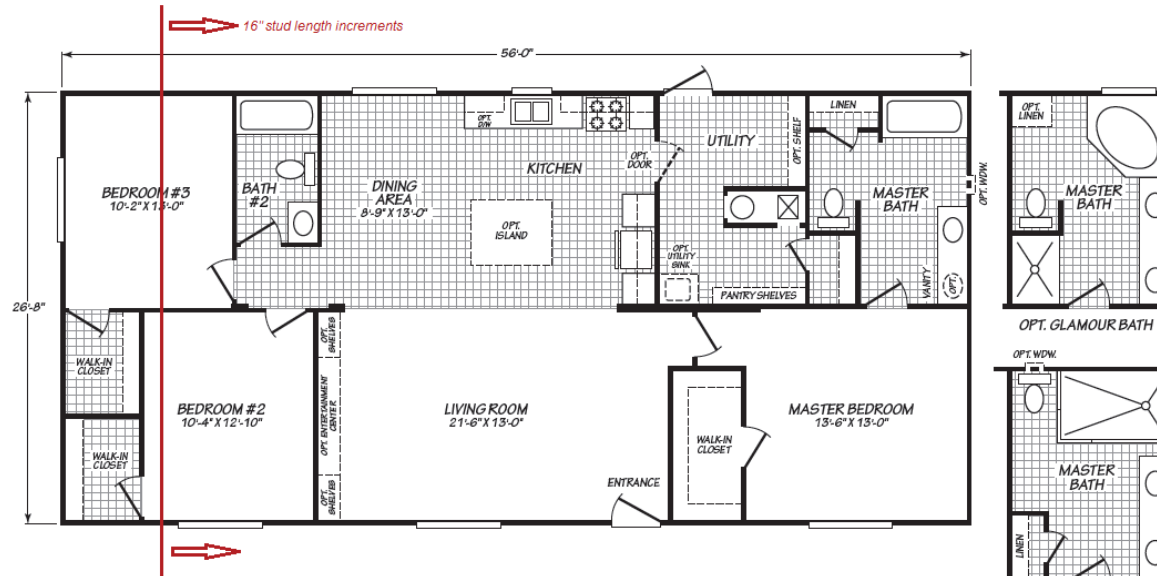 16" stud length increments
56'-0"
26'-8"
BEDROOM #3
10'-2" X 13'-0"
BATH
#2
DINING
AREA
8'-9" X 13'-0"
OPT.
D/W
KITCHEN
OPT.
ISLAND
OPT.
DOOR
UTILITY
OPT. SHELF
LINEN
MASTER
BATH
OPT. WDW.
OPT.
UTILITY
SINK
PANTRY SHELVES
VANITY
OPT.
WALK-IN
CLOSET
WALK-IN
CLOSET
BEDROOM #2
10'-4" X 12'-10"
OPT.
SHELVES
OPT. ENTERTAINMENT
CENTER
OPT.
SHELVES
LIVING ROOM
21'-6" X 13'-0"
ENTRANCE
WALK-IN
CLOSET
MASTER BEDROOM
13'-6" X 13'-0"
OPT.
LINEN
MASTER
BATH
OPT. GLAMOUR BATH
OPT. WDW.
MASTER
BATH
LINEN